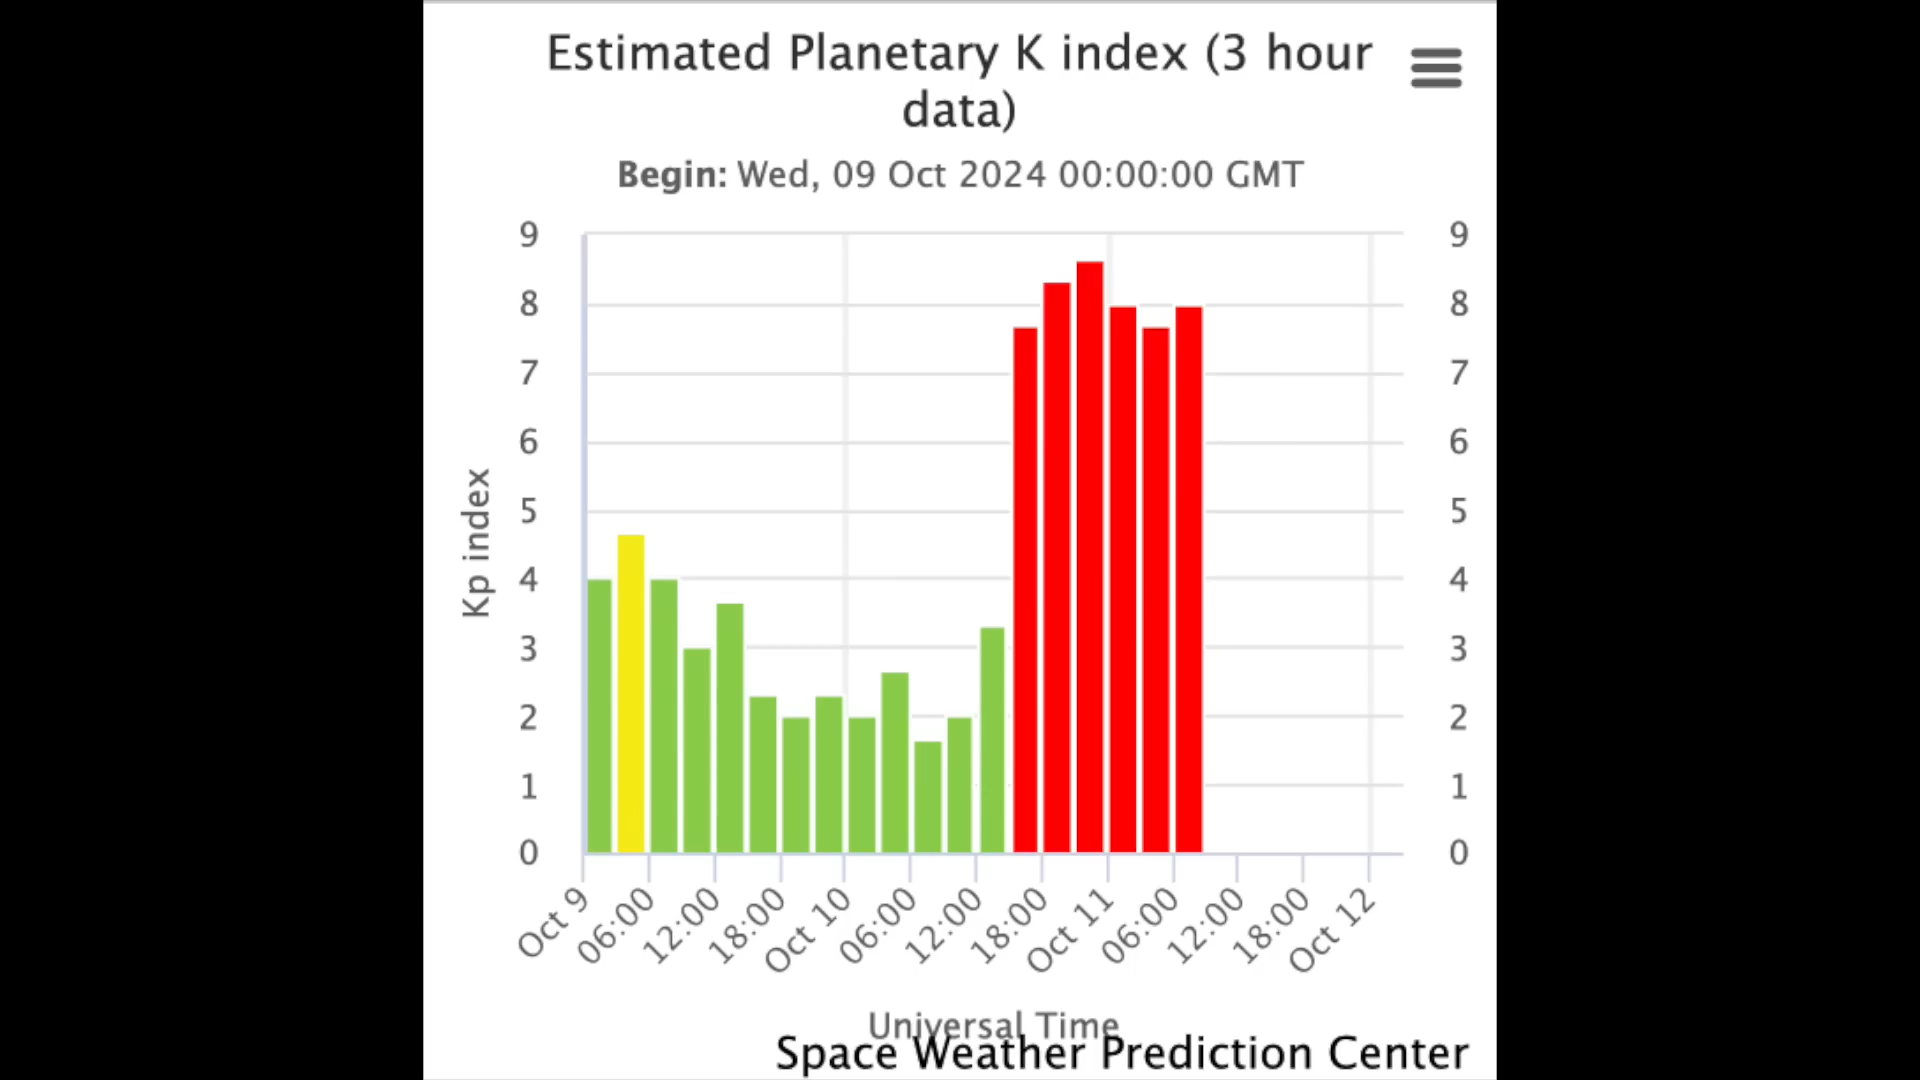 Estimated Planetary K index (3 hour
data)
Begin: Wed, 09 Oct 2024 00:00:00 GMT
9 9
8 8
7 7
6 6
5 5
4 4
3 3
2 2
1 1
0 0
Kp index
Oct 9 06:00 12:00 18:00 Oct 10 06:00 12:00 18:00 Oct 11 06:00 12:00 18:00 Oct 12
Universal Time
Space Weather Prediction Center